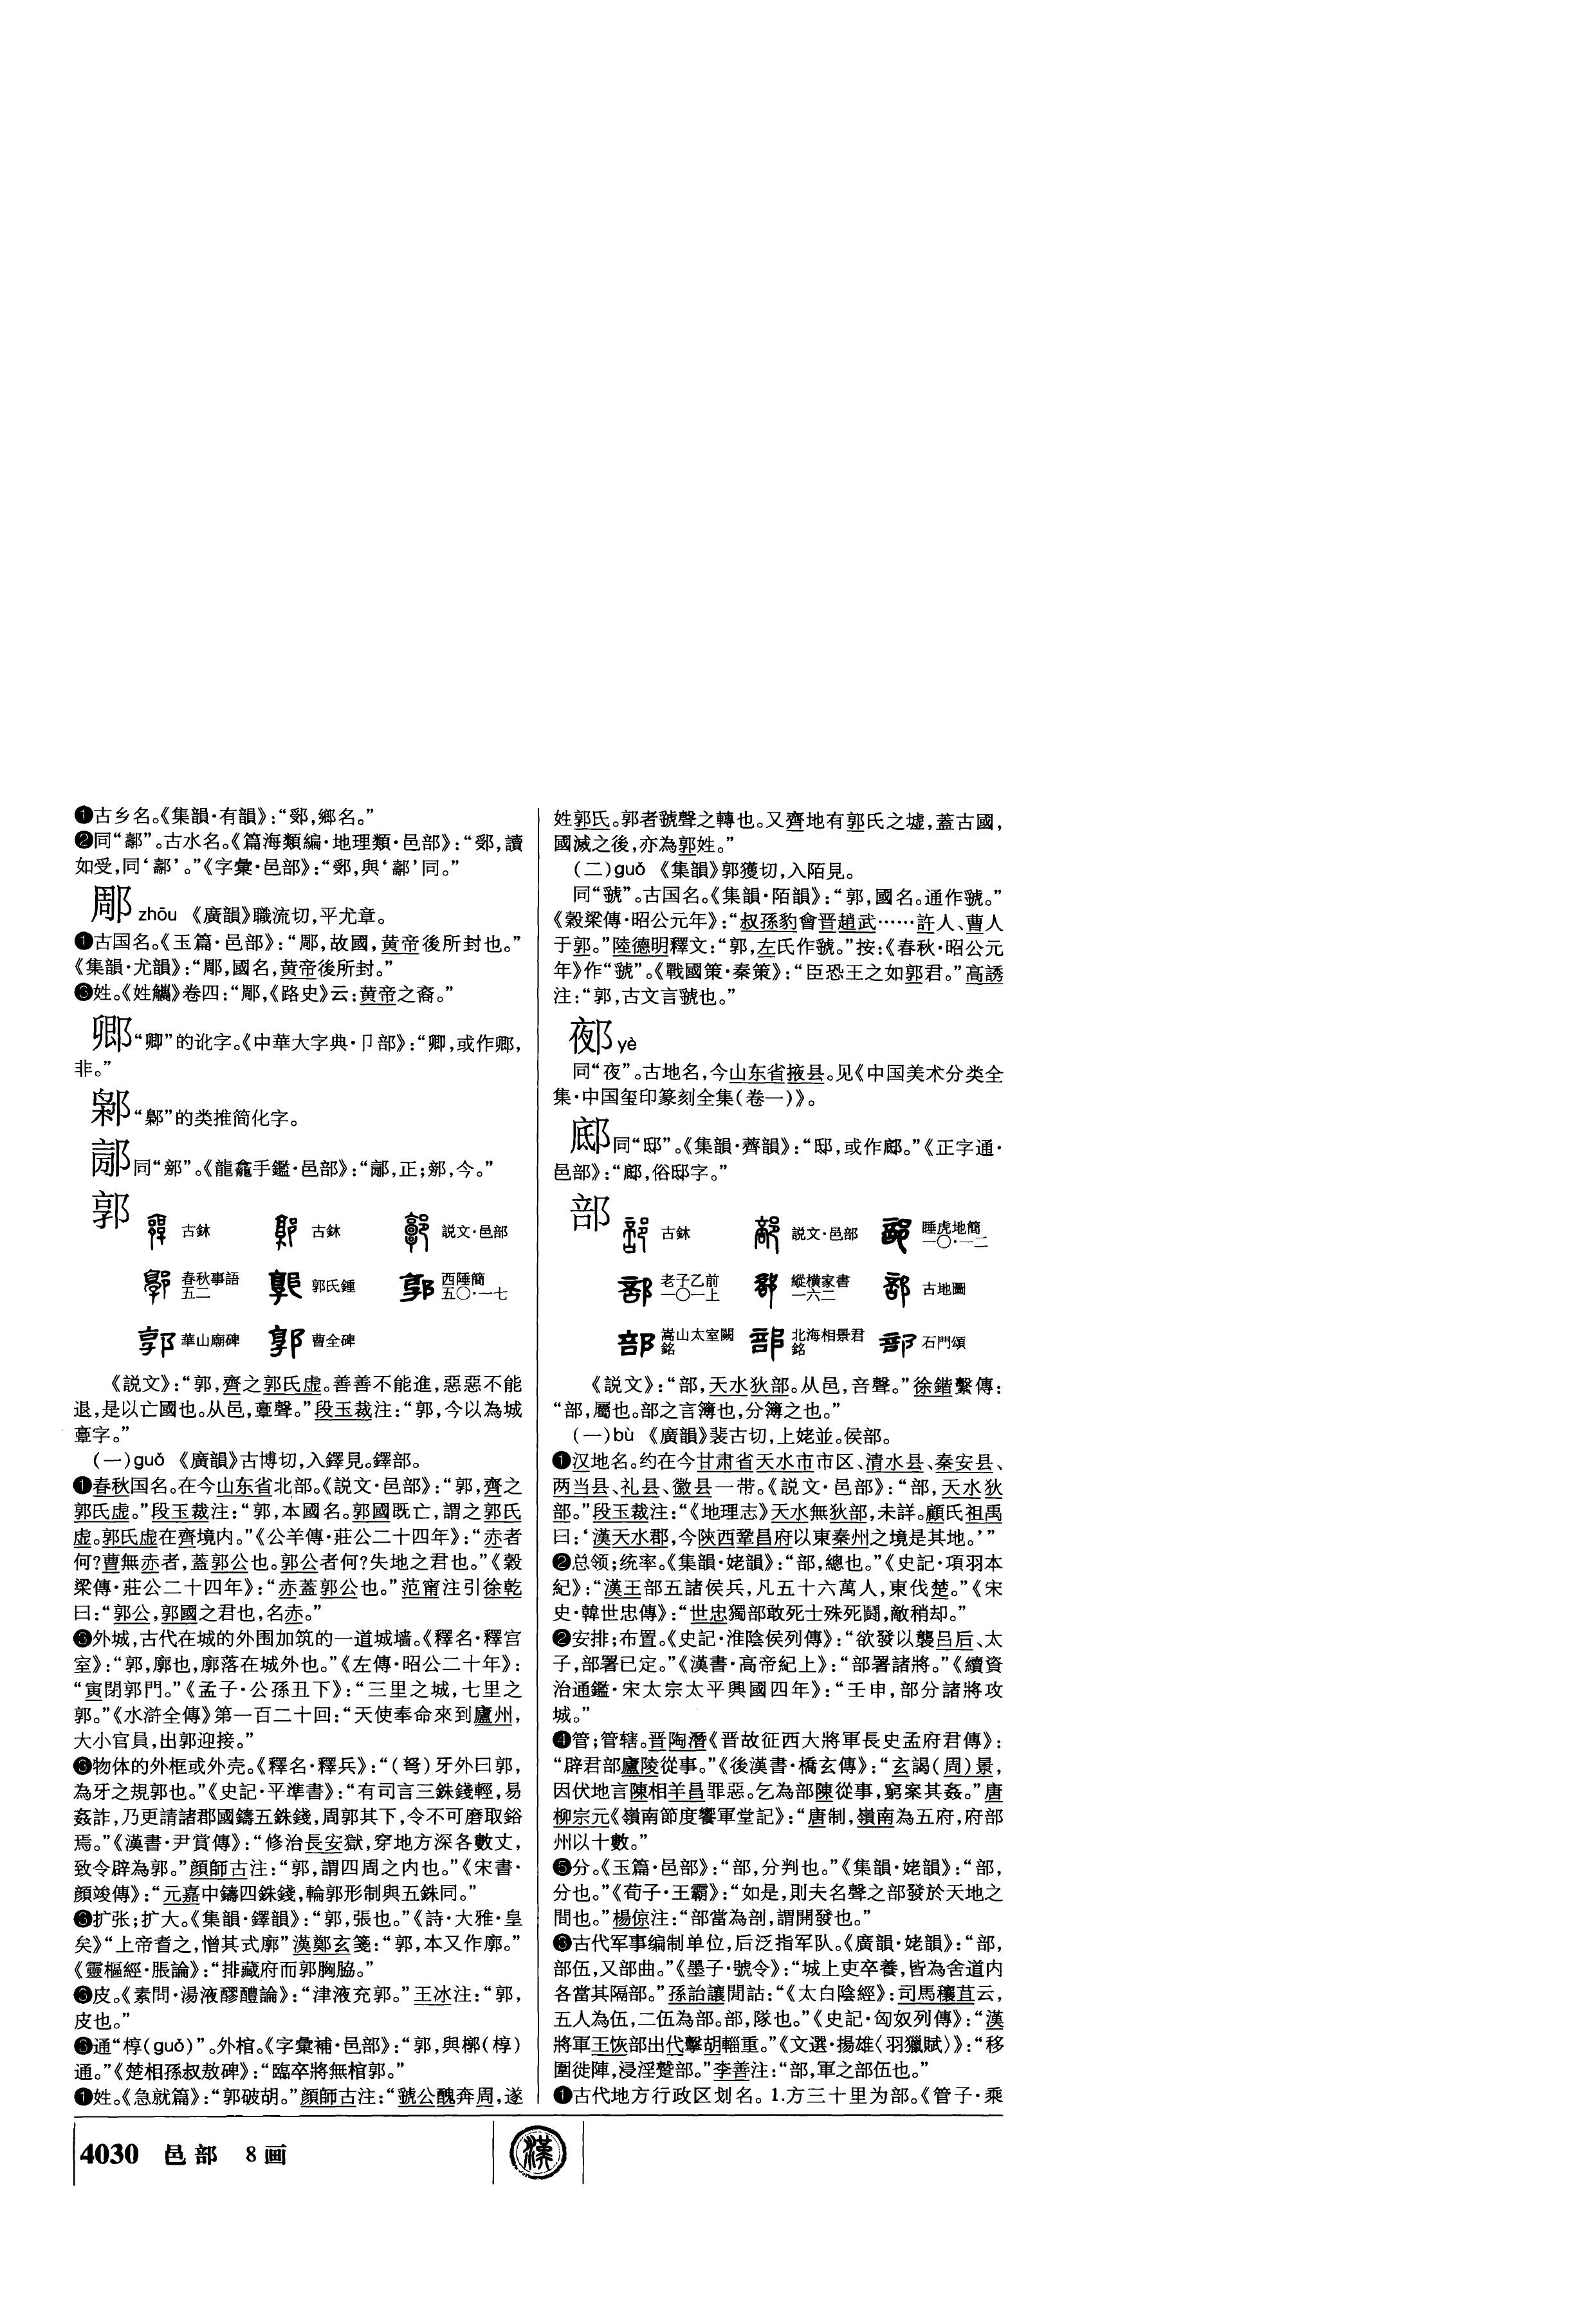 ❶古乡名。《集韻·有韻》：“郖，鄉名。”
❷同“鄟”。古水名。《篇海類編·地理類·邑部》：
如受，同‘ ’。”《字彙·邑部》：
郮 zhōu 《廣韻》職流切，平尤章。
❶古国名。《玉篇·邑部》：“郮，故國，黄帝後所封也。”
《集韻·尤韻》：“郮，國名，黄帝後所封。”
❸姓。《姓觿》卷四：“郮，《路史》云：黄帝之裔。”
“卿”的讹字。《中華大字典·卩部》：“卿，或作
非。”
的类推简化字。
《龍龕手鑑·邑部》：
郭
古鉢 古鉢 説文·邑部
春秋事語五二 郭氏鍾 西陲簡五〇·一七
華山廟碑 曹全碑
《説文》：“郭，齊之郭氏虚。善善不能進，惡惡不能
退，是以亡國也。从邑，𩫏聲。”段玉裁注：“郭，今以為城
𩫏字。”
（一）guō 《廣韻》古博切，入鐸見。鐸部。
❶春秋国名。在今山东省北部。《説文·邑部》：“郭，齊之
郭氏虚。”段玉裁注：“郭，本國名。郭國既亡，謂之郭氏
虚。郭氏虚在齊境内。”《公羊傳·莊公二十四年》：“赤者
何?曹無赤者，蓋郭公也。郭公者何?失地之君也。”《穀
梁傳·莊公二十四年》：“赤蓋郭公也。”范甯注引徐乾
曰：“郭公，郭國之君也，名赤。”
❸外城，古代在城的外围加筑的一道城墙。《釋名·釋宫
室》：“郭，廓也，廓落在城外也。”《左傳·昭公二十年》：
“寅閉郭門。”《孟子·公孫丑下》：“三里之城，七里之
郭。”《水滸全傳》第一百二十回：“天使奉命來到廬州，
大小官員，出郭迎接。”
❸物体的外框或外壳。《釋名·釋兵》：“（弩）牙外曰郭，
為牙之規郭也。”《史記·平準書》：“有司言三銖錢輕，易
姦詐，乃更請諸郡國鑄五銖錢，周郭其下，令不可磨取鋊
焉。”《漢書·尹賞傳》：“修治長安獄，穿地方深各數丈，
致令辟為郭。”顔師古注：“郭，謂四周之内也。”《宋書·
顔竣傳》：“元嘉中鑄四銖錢，輪郭形制與五銖同。”
❸扩张；扩大。《集韻·鐸韻》：“郭，張也。”《詩·大雅·皇
矣》“上帝耆之，憎其式廓”漢鄭玄箋：“郭，本又作廓。”
《靈樞經·脹論》：“排藏府而郭胸脇。”
❸皮。《素問·湯液醪醴論》：“津液充郭。”王冰注：“郭，
皮也。”
❸通“椁（guǒ）”。外棺。《字彙補·邑部》：“郭，與槨（椁）
通。”《楚相孫叔敖碑》：“臨卒將無棺郭。”
❶姓。《急就篇》：“郭破胡。”顔師古注：“虢公醜奔周，遂
姓郭氏。郭者虢聲之轉也。又齊地有郭氏之墟，蓋古國，
國滅之後，亦為郭姓。”
（二）guó 《集韻》郭獲切，入陌見。
同“虢”。古国名。《集韻·陌韻》：“郭，國名。通作虢。”
《穀梁傳·昭公元年》：“叔孫豹會晋趙武……許人、曹人
于郭。”陸德明釋文：“郭，左氏作虢。”按：《春秋·昭公元
年》作“虢”。《戰國策·秦策》：“臣恐王之如郭君。”高誘
注：“郭，古文言虢也。”
yè
同“夜”。古地名，今山东省掖县。见《中国美术分类全
集·中国玺印篆刻全集（卷一）》。
同“邸”。《集韻·薺韻》：“邸，或作 。”《正字通·
邑部》：“ ，俗邸字。”
部
古鉢 説文·邑部 睡虎地簡一〇·一二
老子乙前一〇一上 縱横家書一六二 古地圖
嵩山太室闕銘 北海相景君銘 石門頌
《説文》：“部，天水狄部。从邑，咅聲。”徐鍇繫傳：
“部，屬也。部之言簿也，分簿之也。”
（一）bù 《廣韻》裴古切，上姥並。侯部。
❶汉地名。约在今甘肃省天水市市区、清水县、秦安县、
两当县、礼县、徽县一带。《説文·邑部》：“部，天水狄
部。”段玉裁注：“《地理志》天水無狄部，未詳。顧氏祖禹
曰：‘漢天水郡，今陝西鞏昌府以東秦州之境是其地。’”
❷总领；统率。《集韻·姥韻》：“部，總也。”《史記·項羽本
紀》：“漢王部五諸侯兵，凡五十六萬人，東伐楚。”《宋
史·韓世忠傳》：“世忠獨部敢死士殊死鬪，敵稍却。”
❷安排；布置。《史記·淮陰侯列傳》：“欲發以襲吕后、太
子，部署已定。”《漢書·高帝紀上》：“部署諸將。”《續資
治通鑑·宋太宗太平興國四年》：“壬申，部分諸將攻
城。”
❹管；管辖。晋陶潛《晋故征西大將軍長史孟府君傳》：
“辟君部廬陵從事。”《後漢書·橋玄傳》：“玄謁（周）景，
因伏地言陳相羊昌罪惡。乞為部陳從事，窮案其姦。”唐
柳宗元《嶺南節度饗軍堂記》：“唐制，嶺南為五府，府部
州以十數。”
❺分。《玉篇·邑部》：“部，分判也。”《集韻·姥韻》：“部，
分也。”《荀子·王霸》：“如是，則夫名聲之部發於天地之
間也。”楊倞注：“部當為剖，謂開發也。”
❸古代军事编制单位，后泛指军队。《廣韻·姥韻》：“部，
部伍，又部曲。”《墨子·號令》：“城上吏卒養，皆為舍道内
各當其隔部。”孫詒讓閒詁：“《太白陰經》：司馬穰苴云，
五人為伍，二伍為部。部，隊也。”《史記·匈奴列傳》：“漢
將軍王恢部出代擊胡輜重。”《文選·揚雄〈羽獵賦〉》：“移
圍徙陣，浸淫蹵部。”李善注：“部，軍之部伍也。”
❶古代地方行政区划名。1.方三十里为部。《管子·乘
4030 邑部 8画
漢